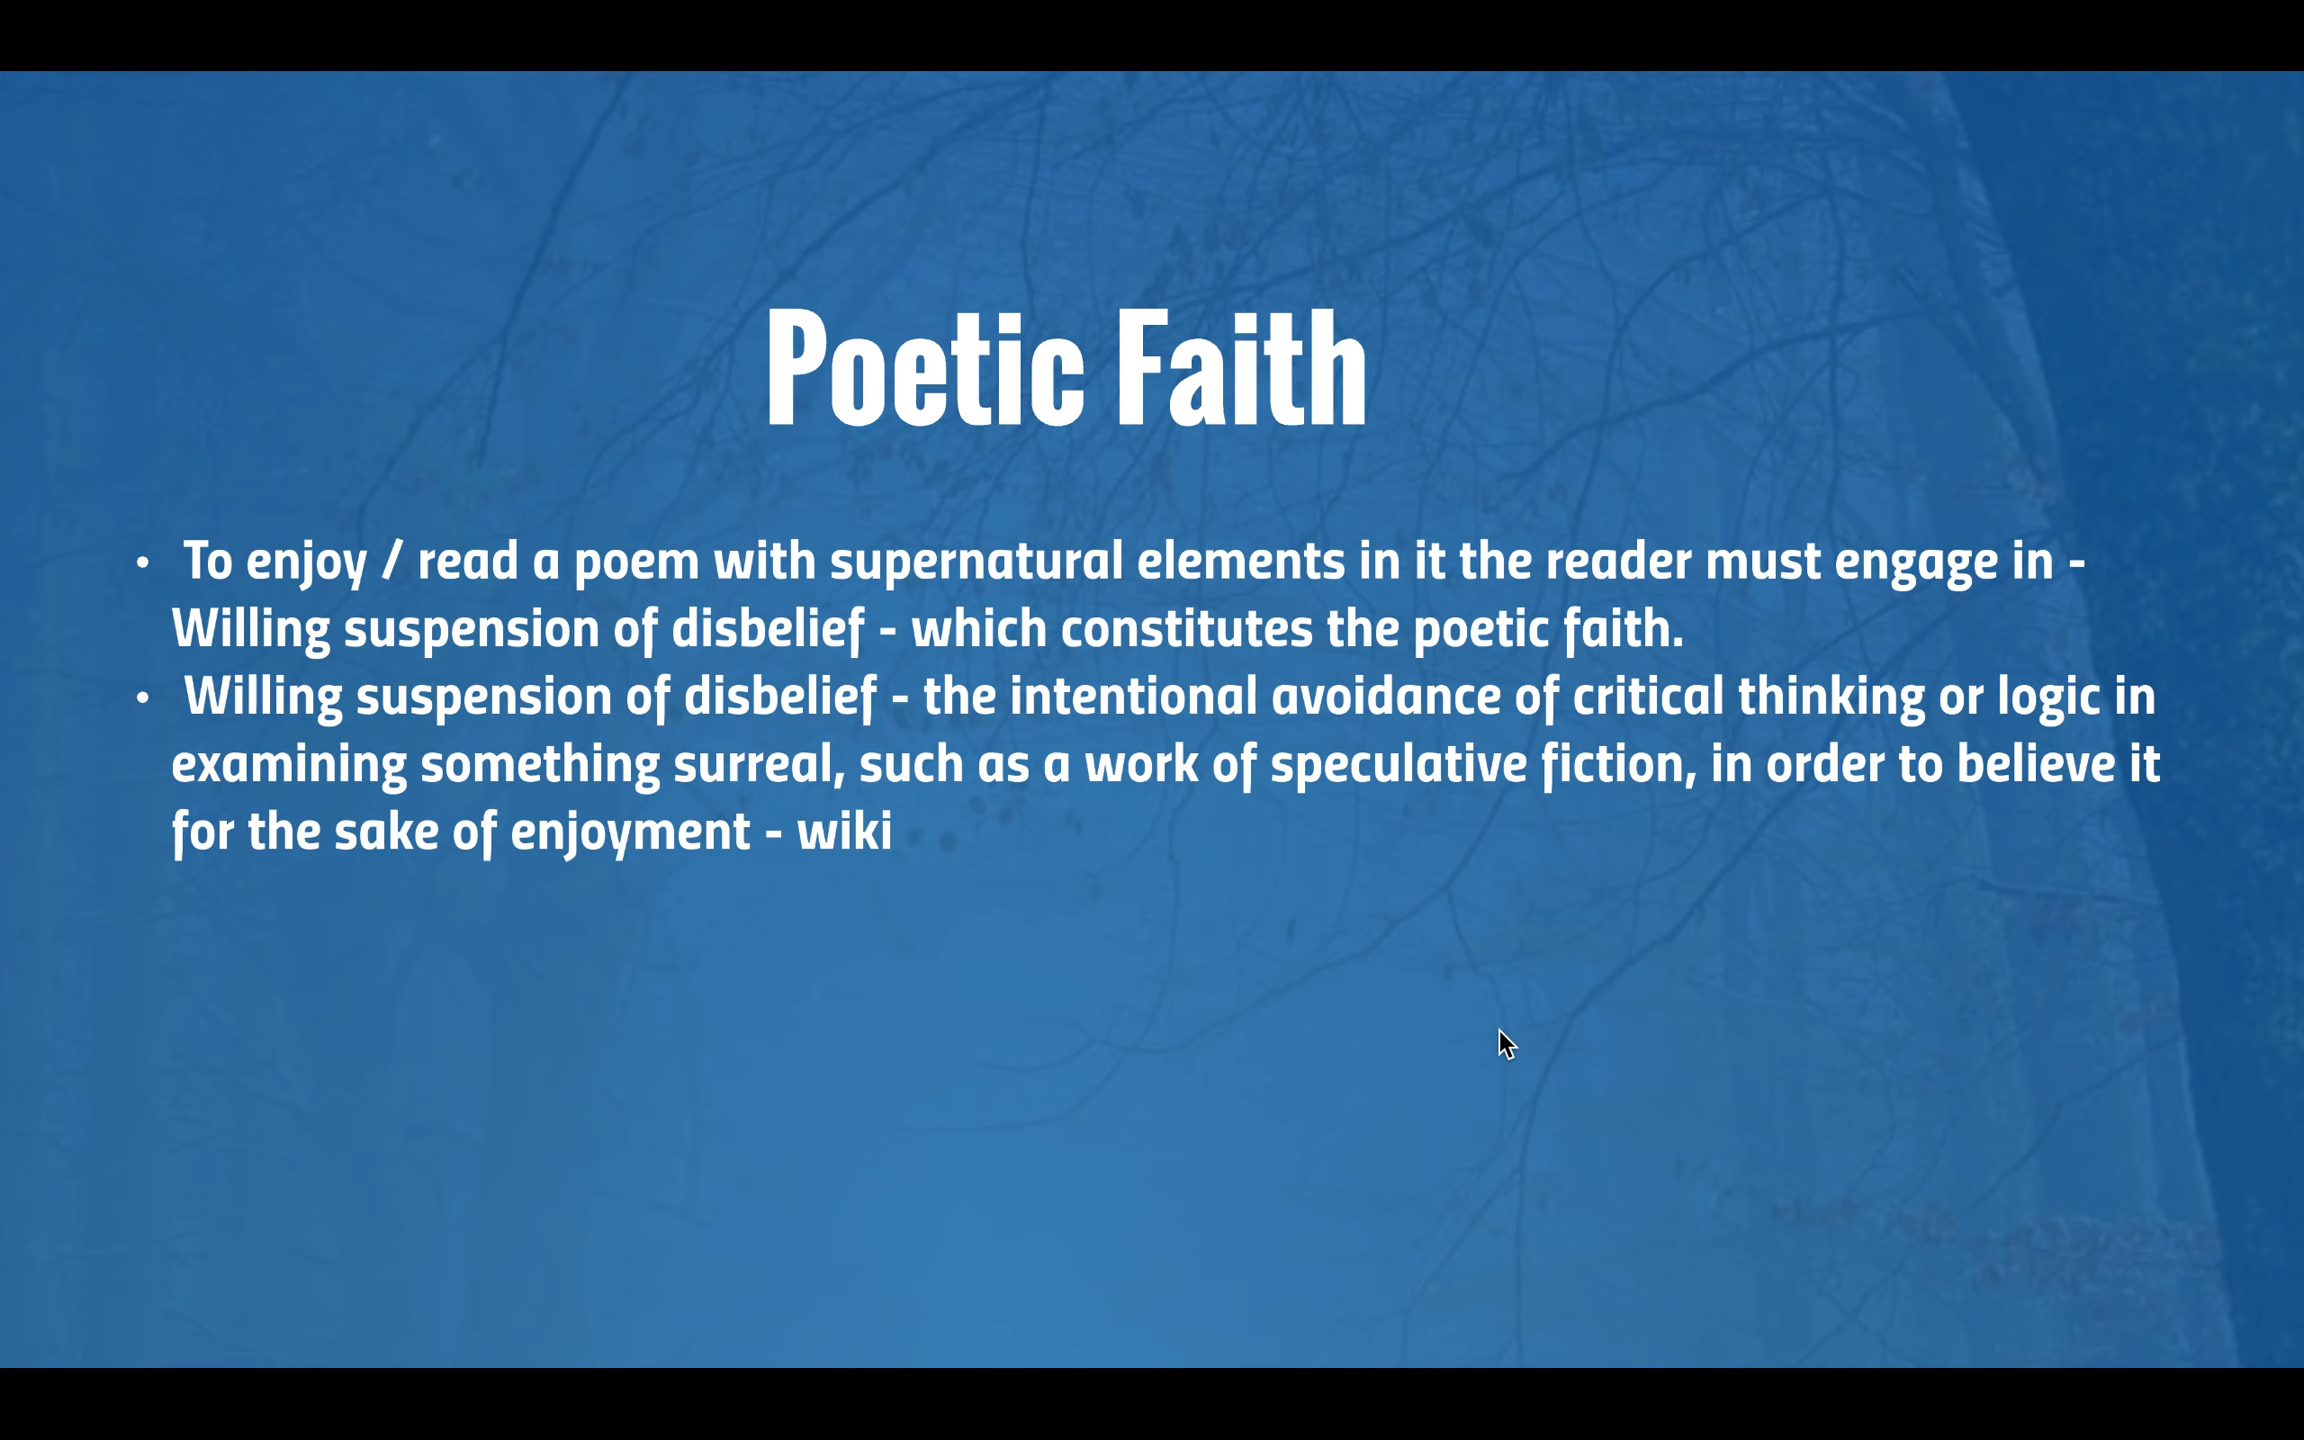 Poetic Faith
• To enjoy / read a poem with supernatural elements in it the reader must engage in -
Willing suspension of disbelief - which constitutes the poetic faith.
• Willing suspension of disbelief - the intentional avoidance of critical thinking or logic in
examining something surreal, such as a work of speculative fiction, in order to believe it
for the sake of enjoyment - wiki